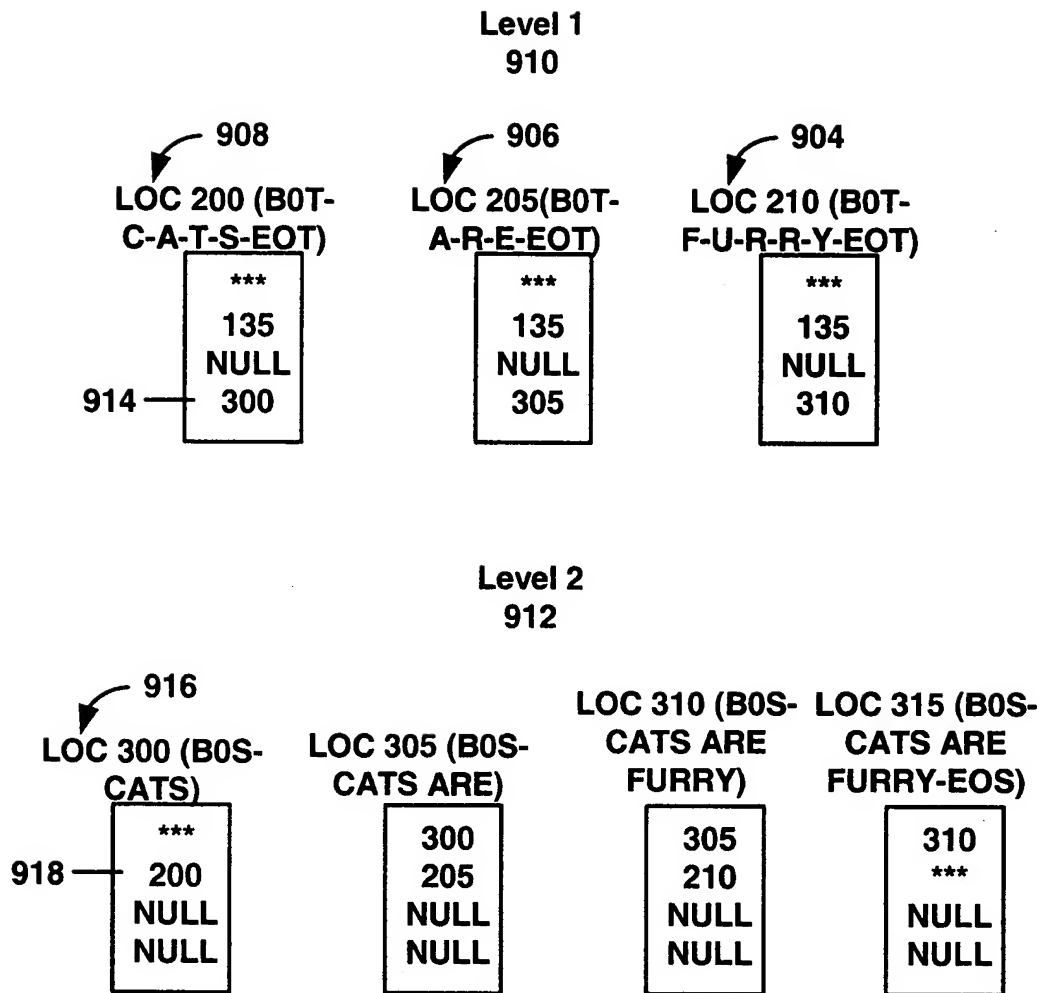 Level 1
910
908
906
904
LOC 200 (B0T-
C-A-T-S-EOT)
LOC 205(B0T-
A-R-E-EOT)
LOC 210 (B0T-
F-U-R-R-Y-EOT)
***
135
NULL
914
300
***
135
NULL
305
***
135
NULL
310
Level 2
912
916
LOC 300 (B0S-
CATS)
LOC 305 (B0S-
CATS ARE)
LOC 310 (B0S-
CATS ARE
FURRY)
LOC 315 (B0S-
CATS ARE
FURRY-EOS)
***
918
200
NULL
NULL
300
205
NULL
NULL
305
210
NULL
NULL
310
***
NULL
NULL